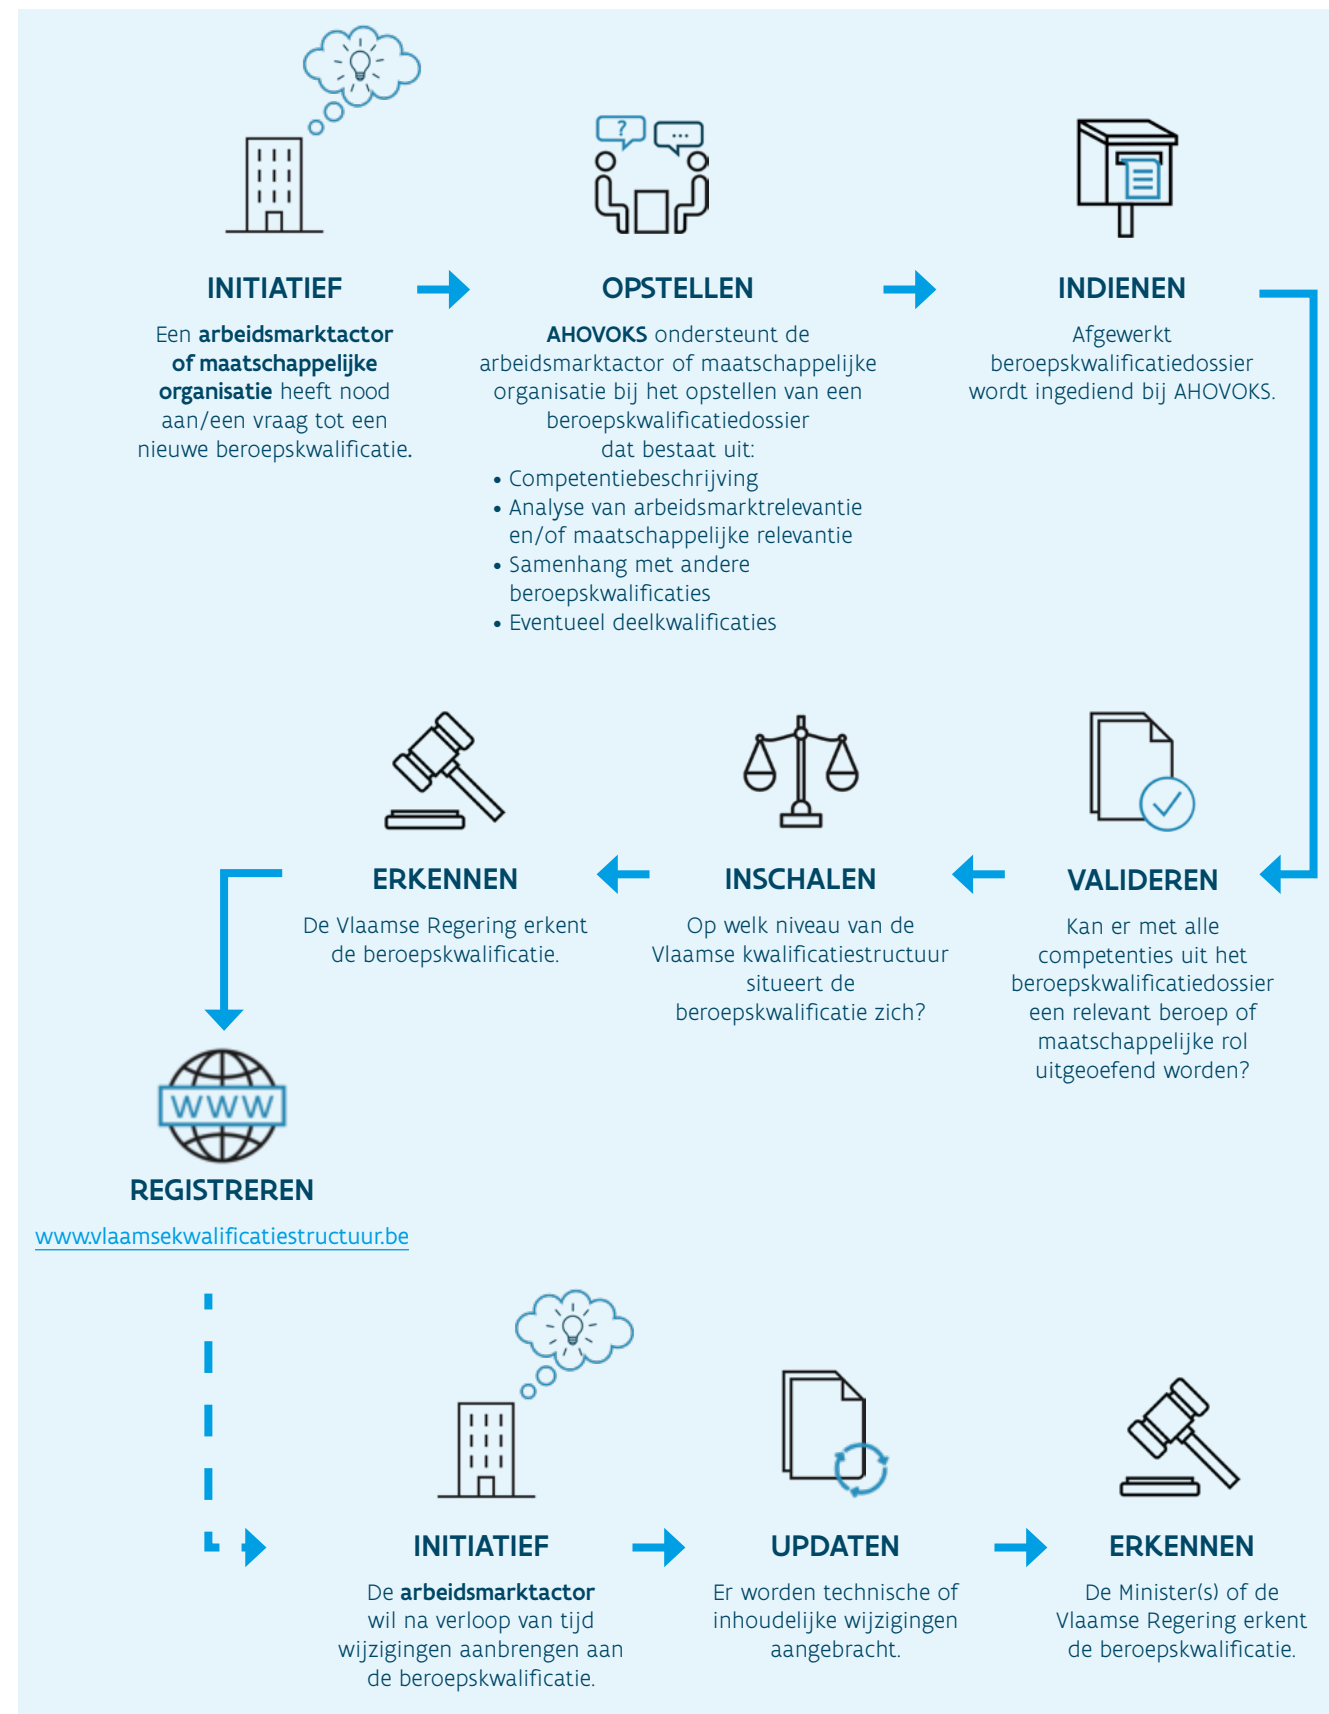 ?
...
INITIATIEF
Een arbeidsmarktactor
of maatschappelijke
organisatie heeft nood
aan/een vraag tot een
nieuwe beroepskwalificatie.
OPSTELLEN
AHOVOKS ondersteunt de
arbeidsmarktactor of maatschappelijke
organisatie bij het opstellen van een
beroepskwalificatiedossier
dat bestaat uit:
• Competentiebeschrijving
• Analyse van arbeidsmarktrelevantie
en/of maatschappelijke relevantie
• Samenhang met andere
beroepskwalificaties
• Eventueel deelkwalificaties
INDIENEN
Afgewerkt
beroepskwalificatiedossier
wordt ingediend bij AHOVOKS.
VALIDEREN
Kan er met alle
competenties uit het
beroepskwalificatiedossier
een relevant beroep of
maatschappelijke rol
uitgeoefend worden?
INSCHALEN
Op welk niveau van de
Vlaamse kwalificatiestructuur
situeert de
beroepskwalificatie zich?
ERKENNEN
De Vlaamse Regering erkent
de beroepskwalificatie.
WWW
REGISTREREN
www.vlaamsekwalificatiestructuur.be
INITIATIEF
De arbeidsmarktactor
wil na verloop van tijd
wijzigingen aanbrengen aan
de beroepskwalificatie.
UPDATEN
Er worden technische of
inhoudelijke wijzigingen
aangebracht.
ERKENNEN
De Minister(s) of de
Vlaamse Regering erkent
de beroepskwalificatie.